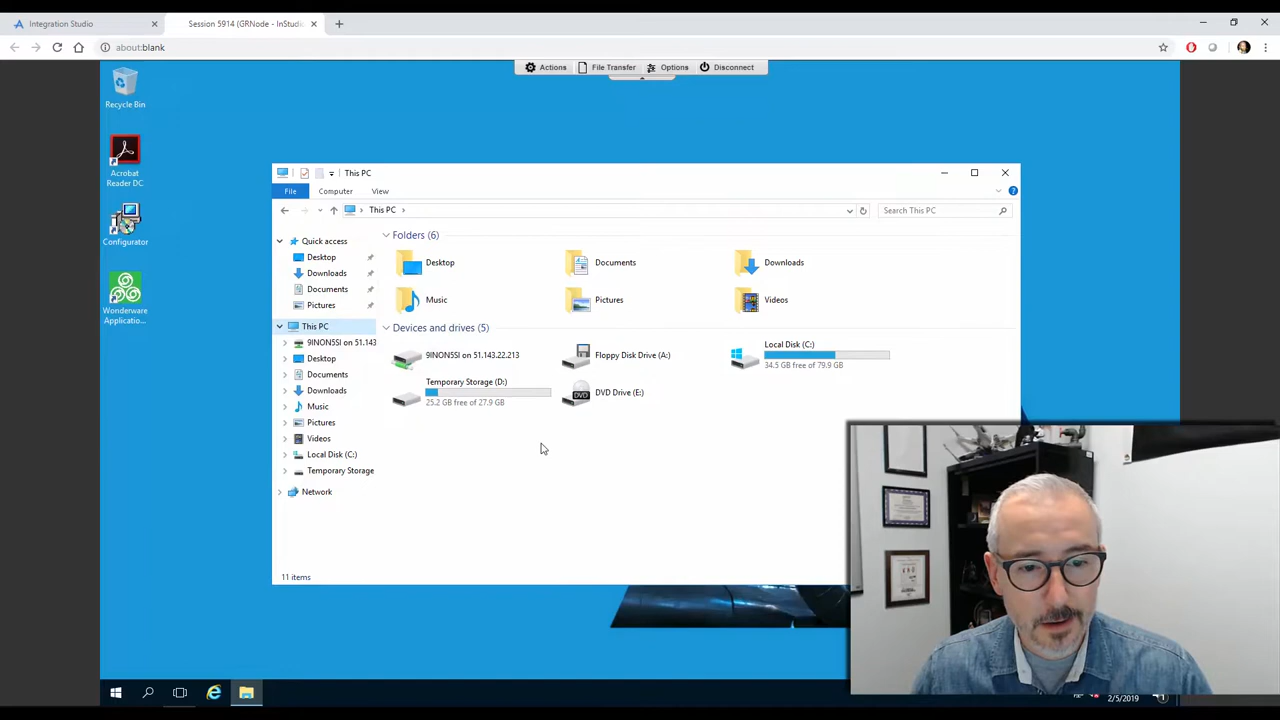 Integration Studio
Session 5914 (GRNode - InStudi
about:blank
Actions
File Transfer
Options
Disconnect
Recycle Bin
Acrobat
Reader DC
Configurator
Wonderware
Applicatio...
This PC
File
Computer
View
This PC
Search This PC
Quick access
Desktop
Downloads
Documents
Pictures
This PC
9INON5SI on 51.143
Desktop
Documents
Downloads
Music
Pictures
Videos
Local Disk (C:)
Temporary Storage
Network
Folders (6)
Desktop
Documents
Downloads
Music
Pictures
Videos
Devices and drives (5)
9INON5SI on 51.143.22.213
Floppy Disk Drive (A:)
Local Disk (C:)
34.5 GB free of 79.9 GB
Temporary Storage (D:)
25.2 GB free of 27.9 GB
DVD
DVD Drive (E:)
11 items
2/5/2019